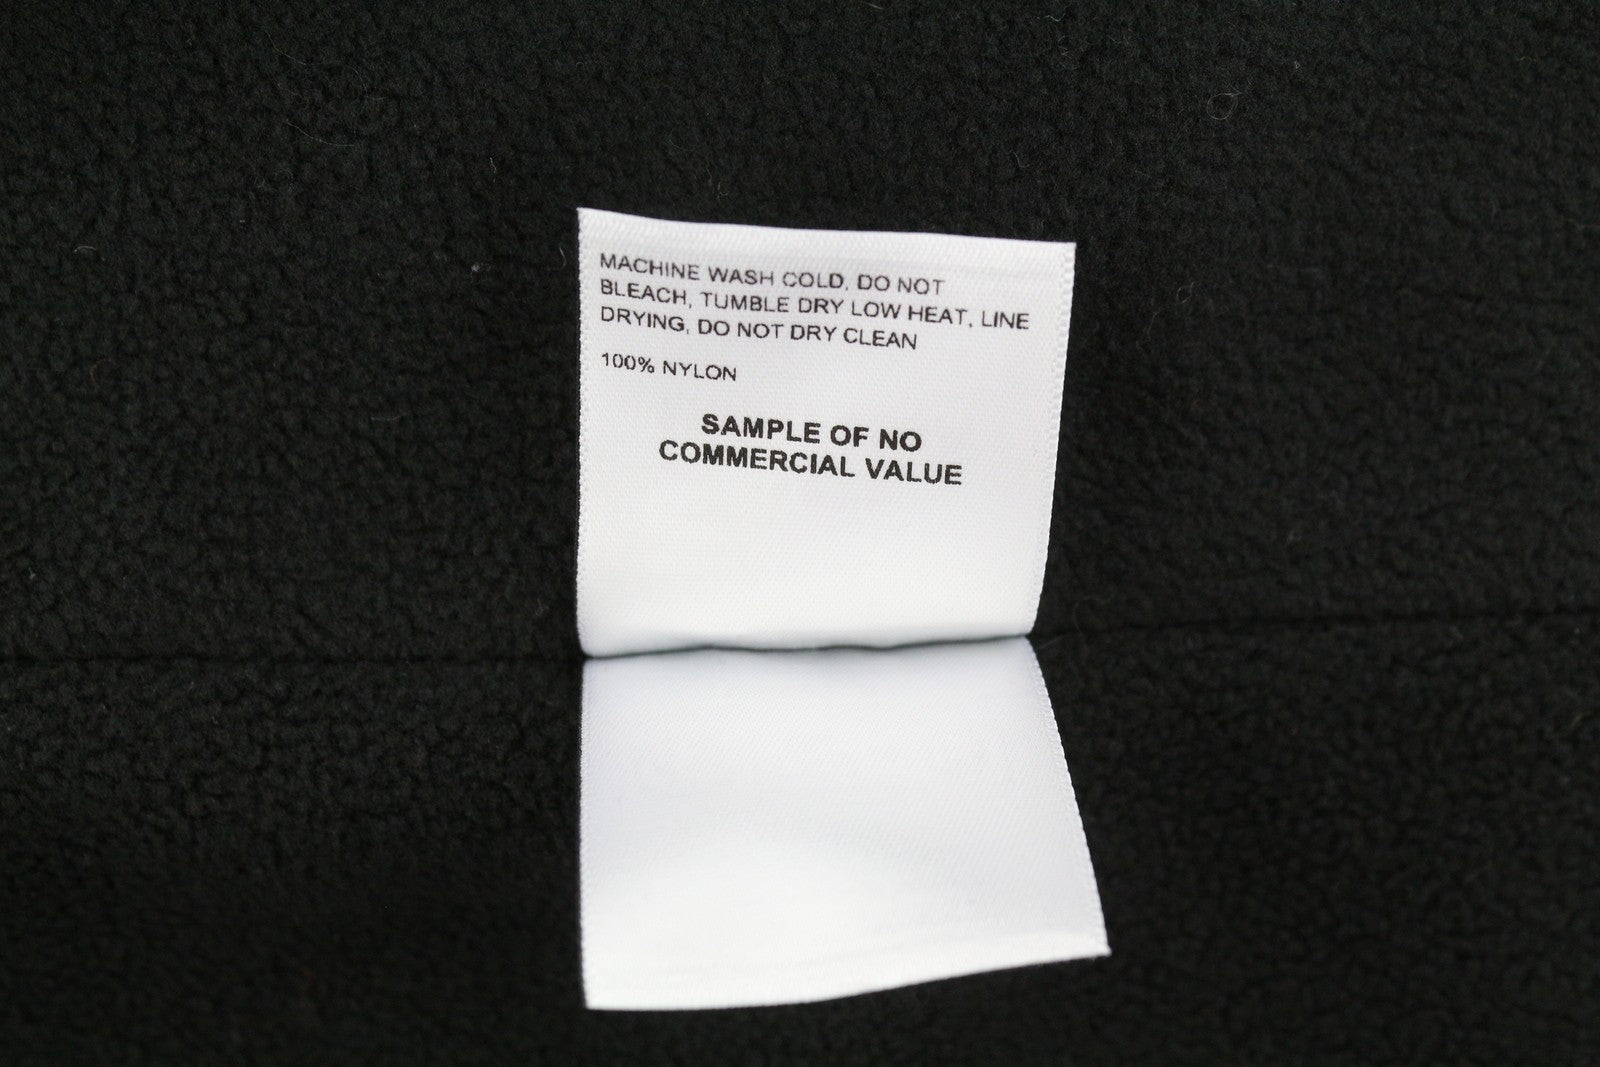 MACHINE WASH COLD, DO NOT
BLEACH, TUMBLE DRY LOW HEAT, LINE
DRYING, DO NOT DRY CLEAN
100% NYLON
SAMPLE OF NO
COMMERCIAL VALUE